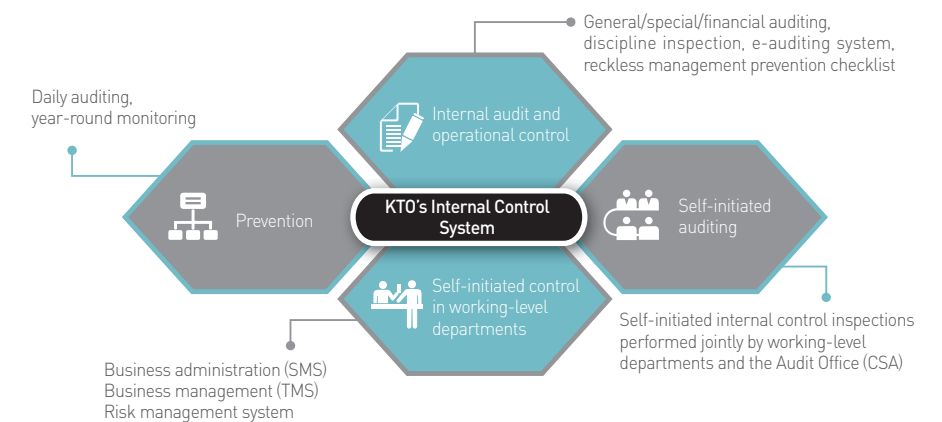 General/special/financial auditing,
discipline inspection, e-auditing system,
reckless management prevention checklist
Daily auditing,
year-round monitoring
Internal audit and
operational control
Prevention
KTO's Internal Control
System
Self-initiated
auditing
Self-initiated control
in working-level
departments
Self-initiated internal control inspections
performed jointly by working-level
departments and the Audit Office (CSA)
Business administration (SMS)
Business management (TMS)
Risk management system